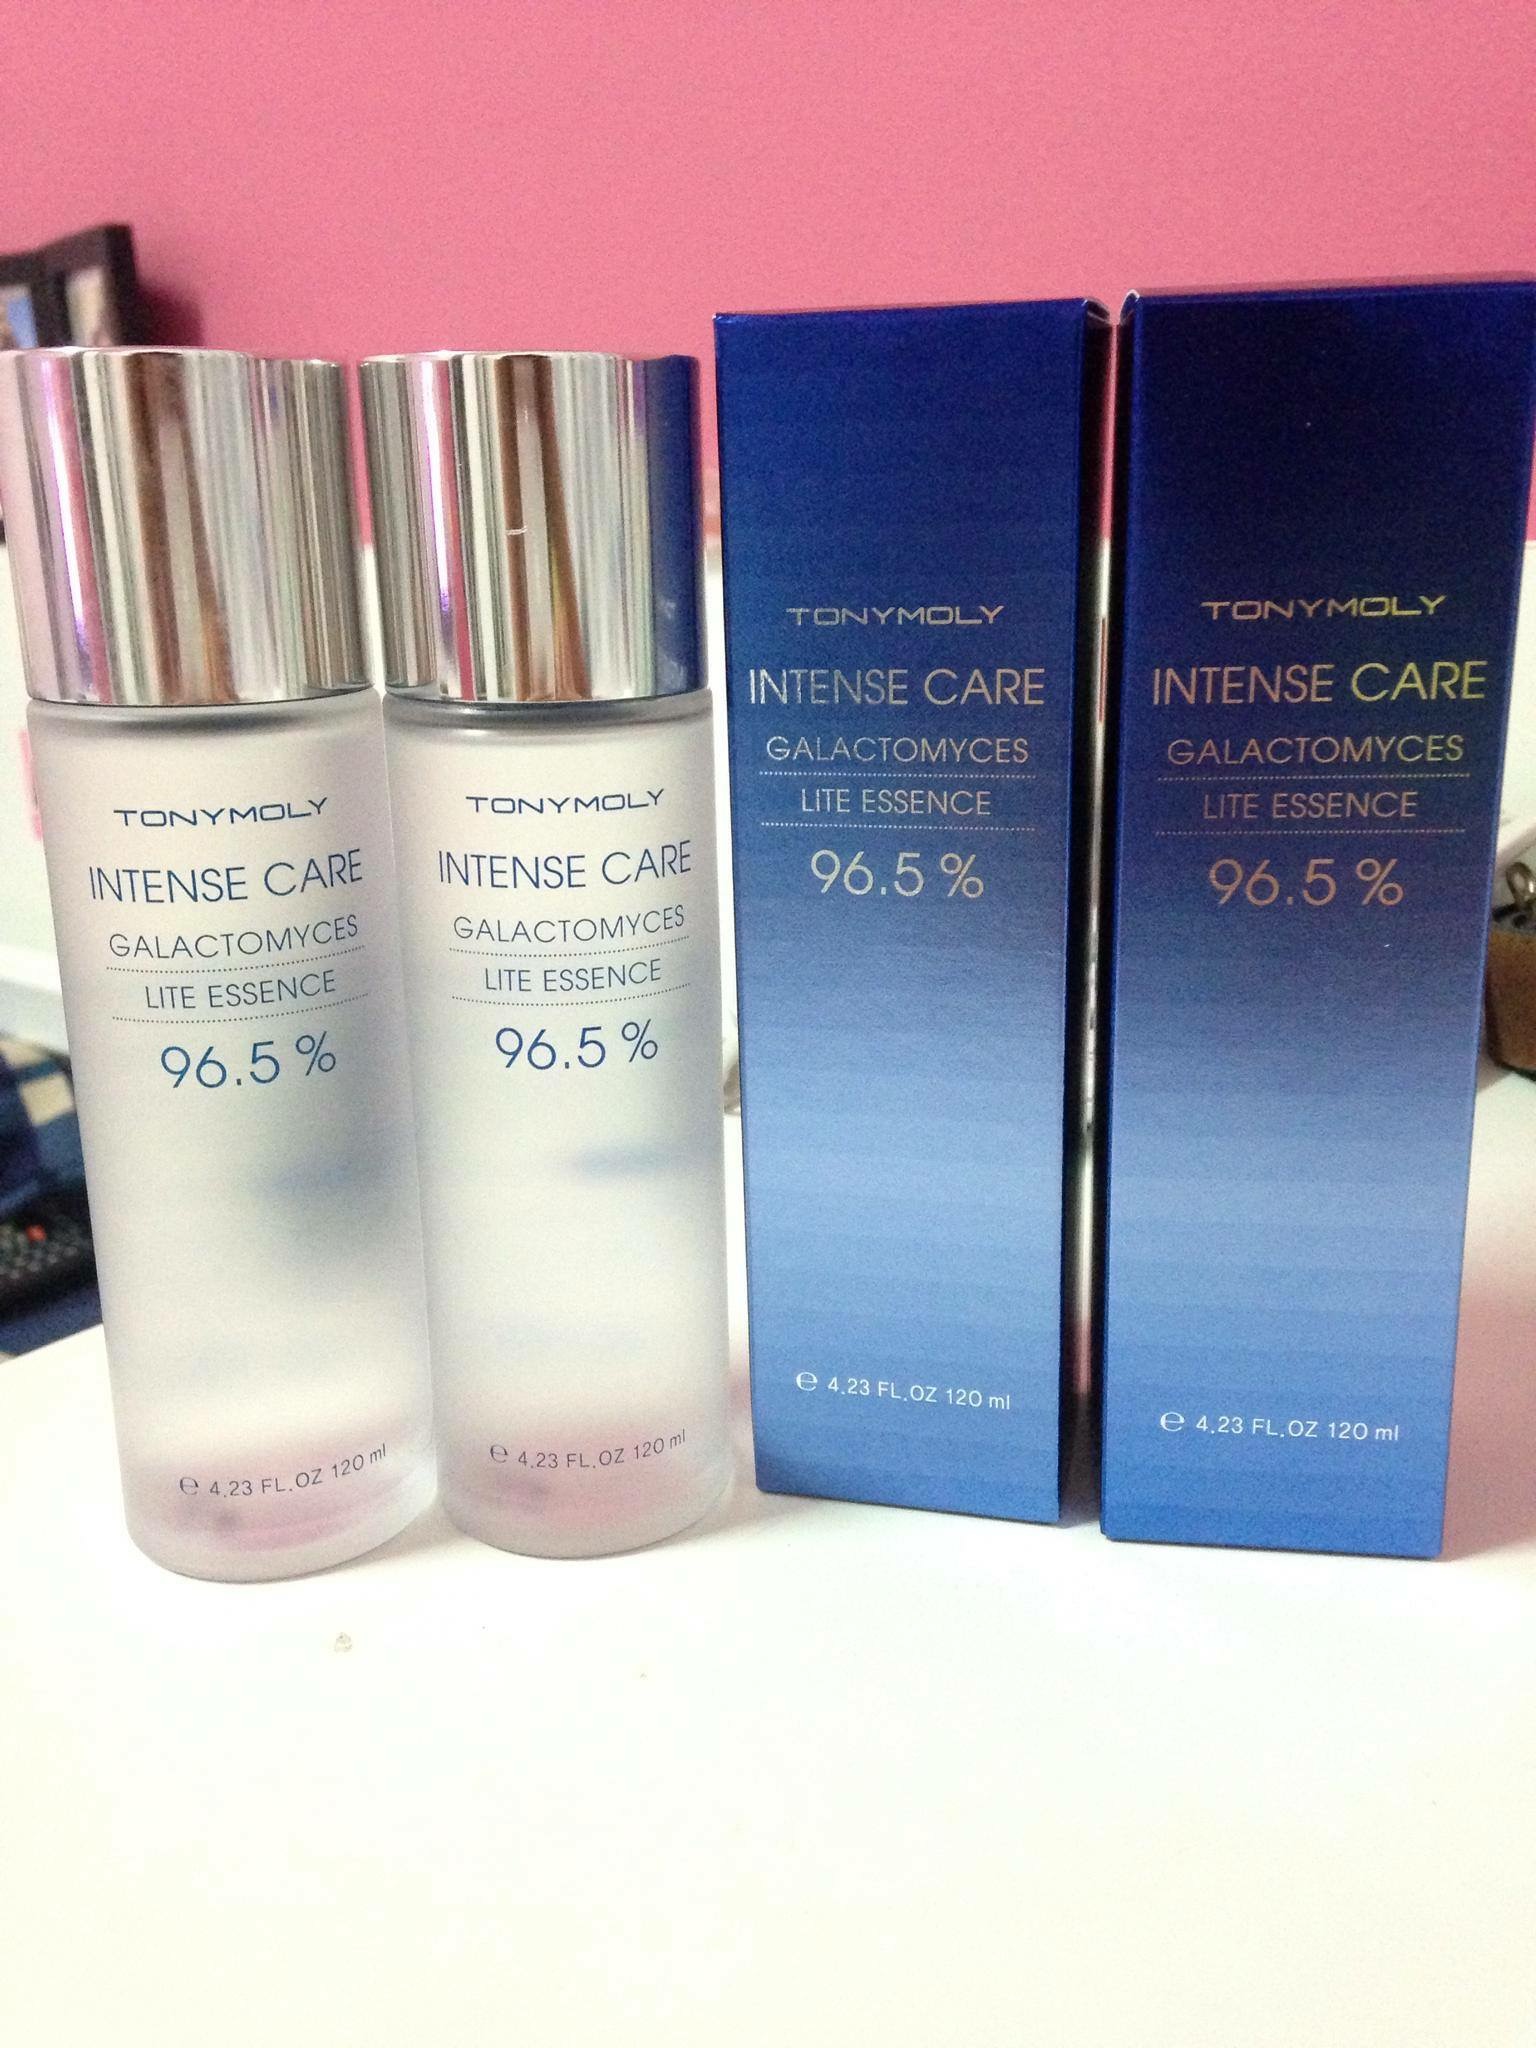 TONYMOLY
INTENSE CARE
GALACTOMYCES
LITE ESSENCE
96.5 %
℮ 4.23 FL.OZ 120 ml
TONYMOLY
INTENSE CARE
GALACTOMYCES
LITE ESSENCE
96.5 %
℮ 4.23 FL.OZ 120 ml
TONYMOLY
INTENSE CARE
GALACTOMYCES
LITE ESSENCE
96.5 %
℮ 4.23 FL.OZ 120 ml
TONYMOLY
INTENSE CARE
GALACTOMYCES
LITE ESSENCE
96.5 %
℮ 4.23 FL.OZ 120 ml